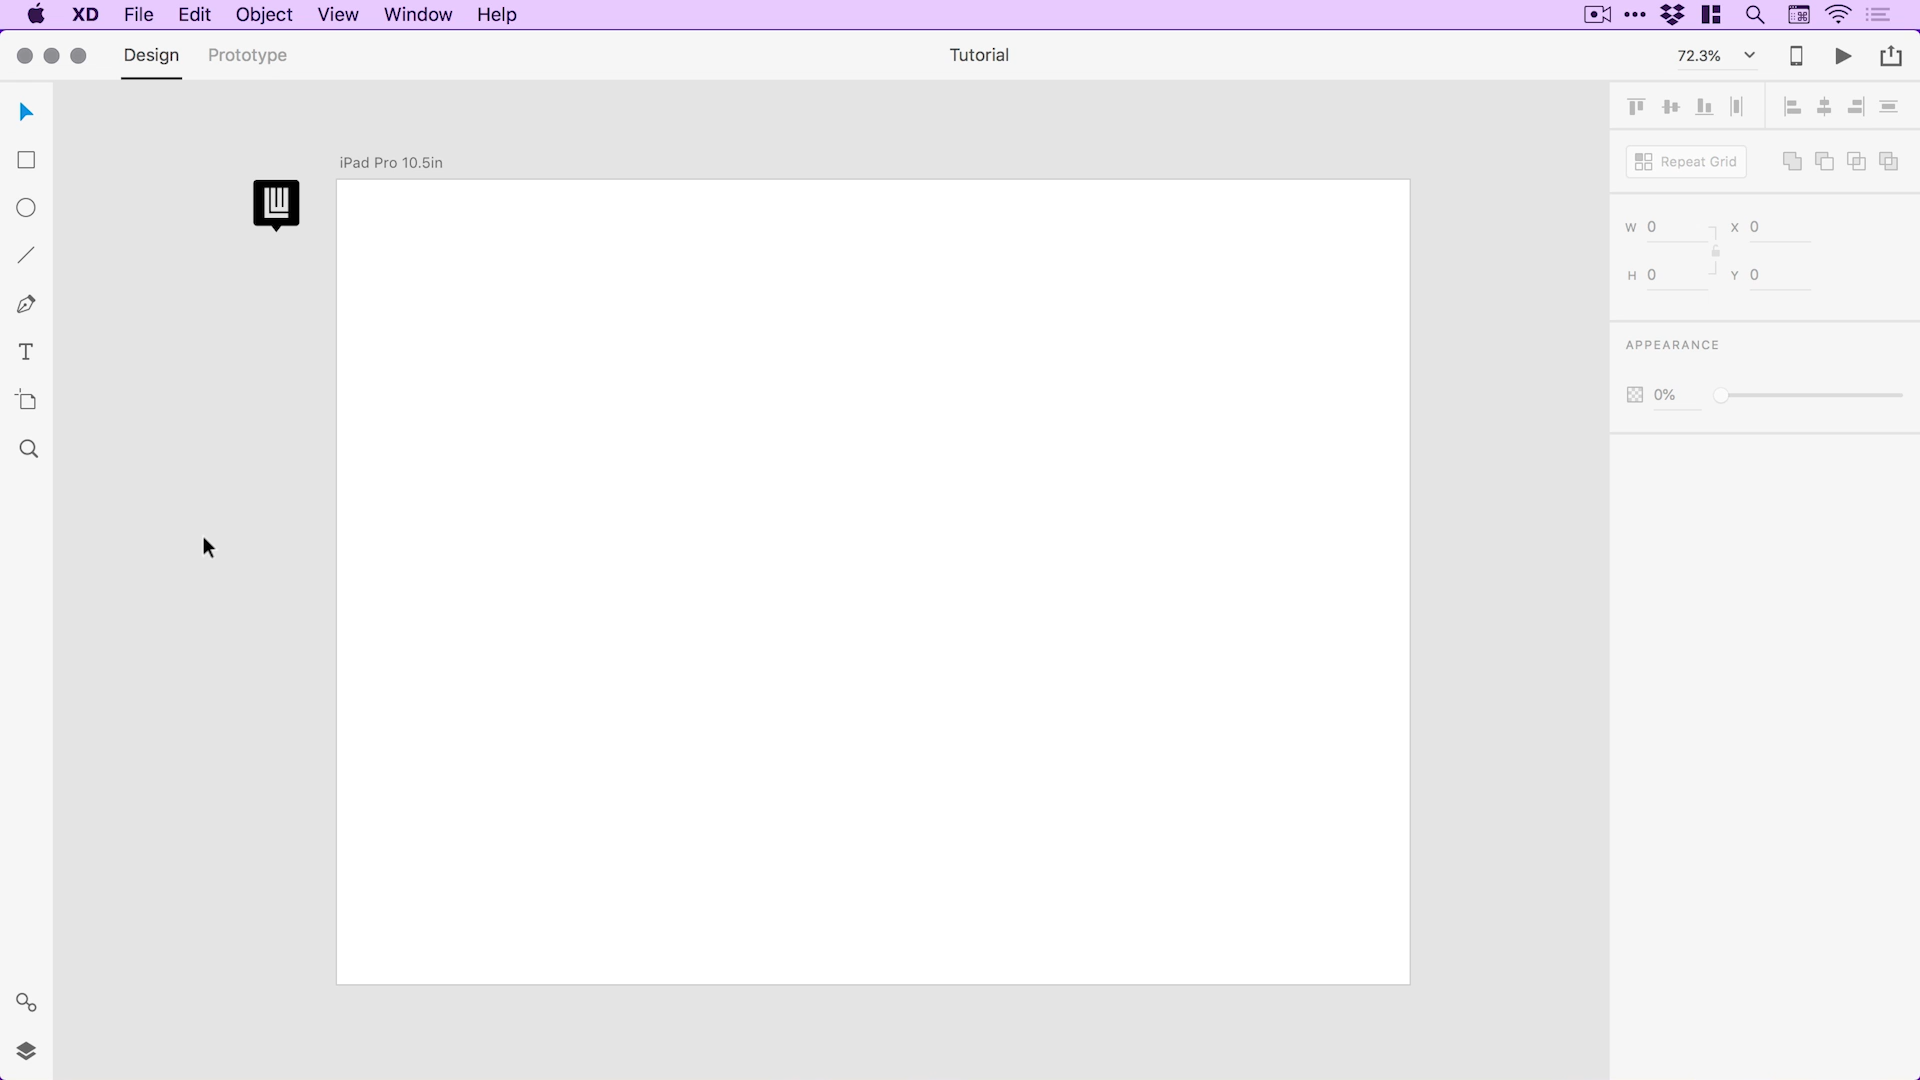 XD File Edit Object View Window Help
Design Prototype Tutorial 72.3%
iPad Pro 10.5in
Repeat Grid
W 0 X 0
H 0 Y 0
APPEARANCE
0%